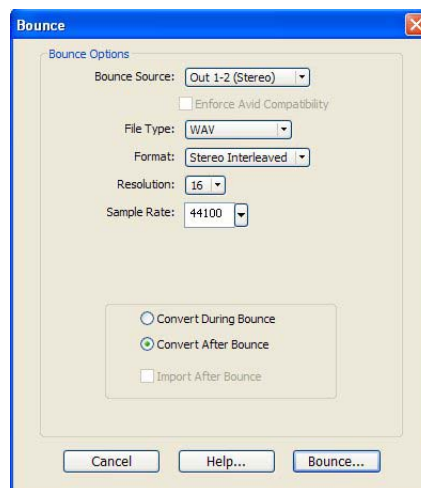 Bounce
Bounce Options
Bounce Source: Out 1-2 (Stereo)
Enforce Avid Compatibility
File Type: WAV
Format: Stereo Interleaved
Resolution: 16
Sample Rate: 44100
Convert During Bounce
Convert After Bounce
Import After Bounce
Cancel Help... Bounce...